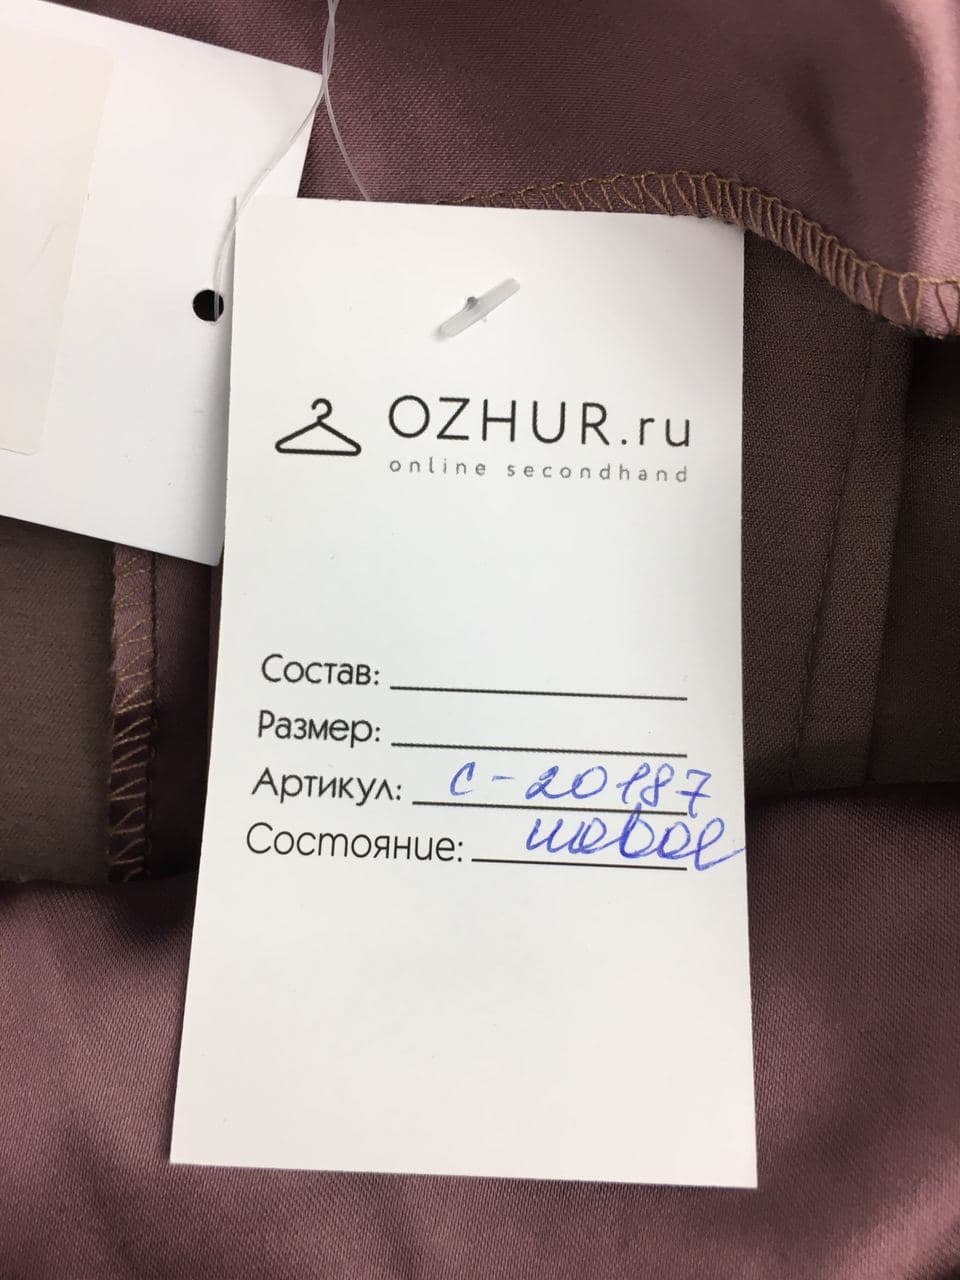 OZHUR.ru
online secondhand
Состав:
Размер:
Артикул: С-20187
Состояние: новое